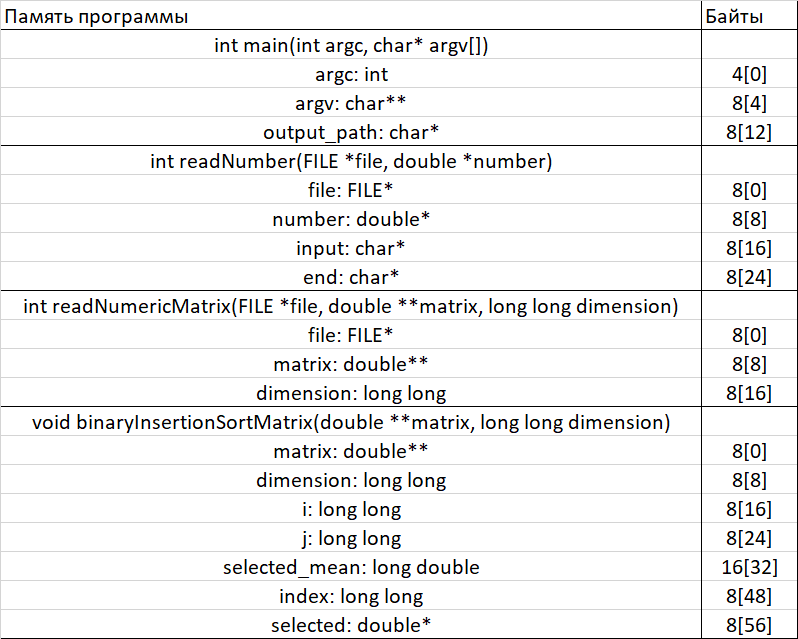 Память программы Байты
int main(int argc, char* argv[])
argc: int 4[0]
argv: char** 8[4]
output_path: char* 8[12]
int readNumber(FILE *file, double *number)
file: FILE* 8[0]
number: double* 8[8]
input: char* 8[16]
end: char* 8[24]
int readNumericMatrix(FILE *file, double **matrix, long long dimension)
file: FILE* 8[0]
matrix: double** 8[8]
dimension: long long 8[16]
void binaryInsertionSortMatrix(double **matrix, long long dimension)
matrix: double** 8[0]
dimension: long long 8[8]
i: long long 8[16]
j: long long 8[24]
selected_mean: long double 16[32]
index: long long 8[48]
selected: double* 8[56]